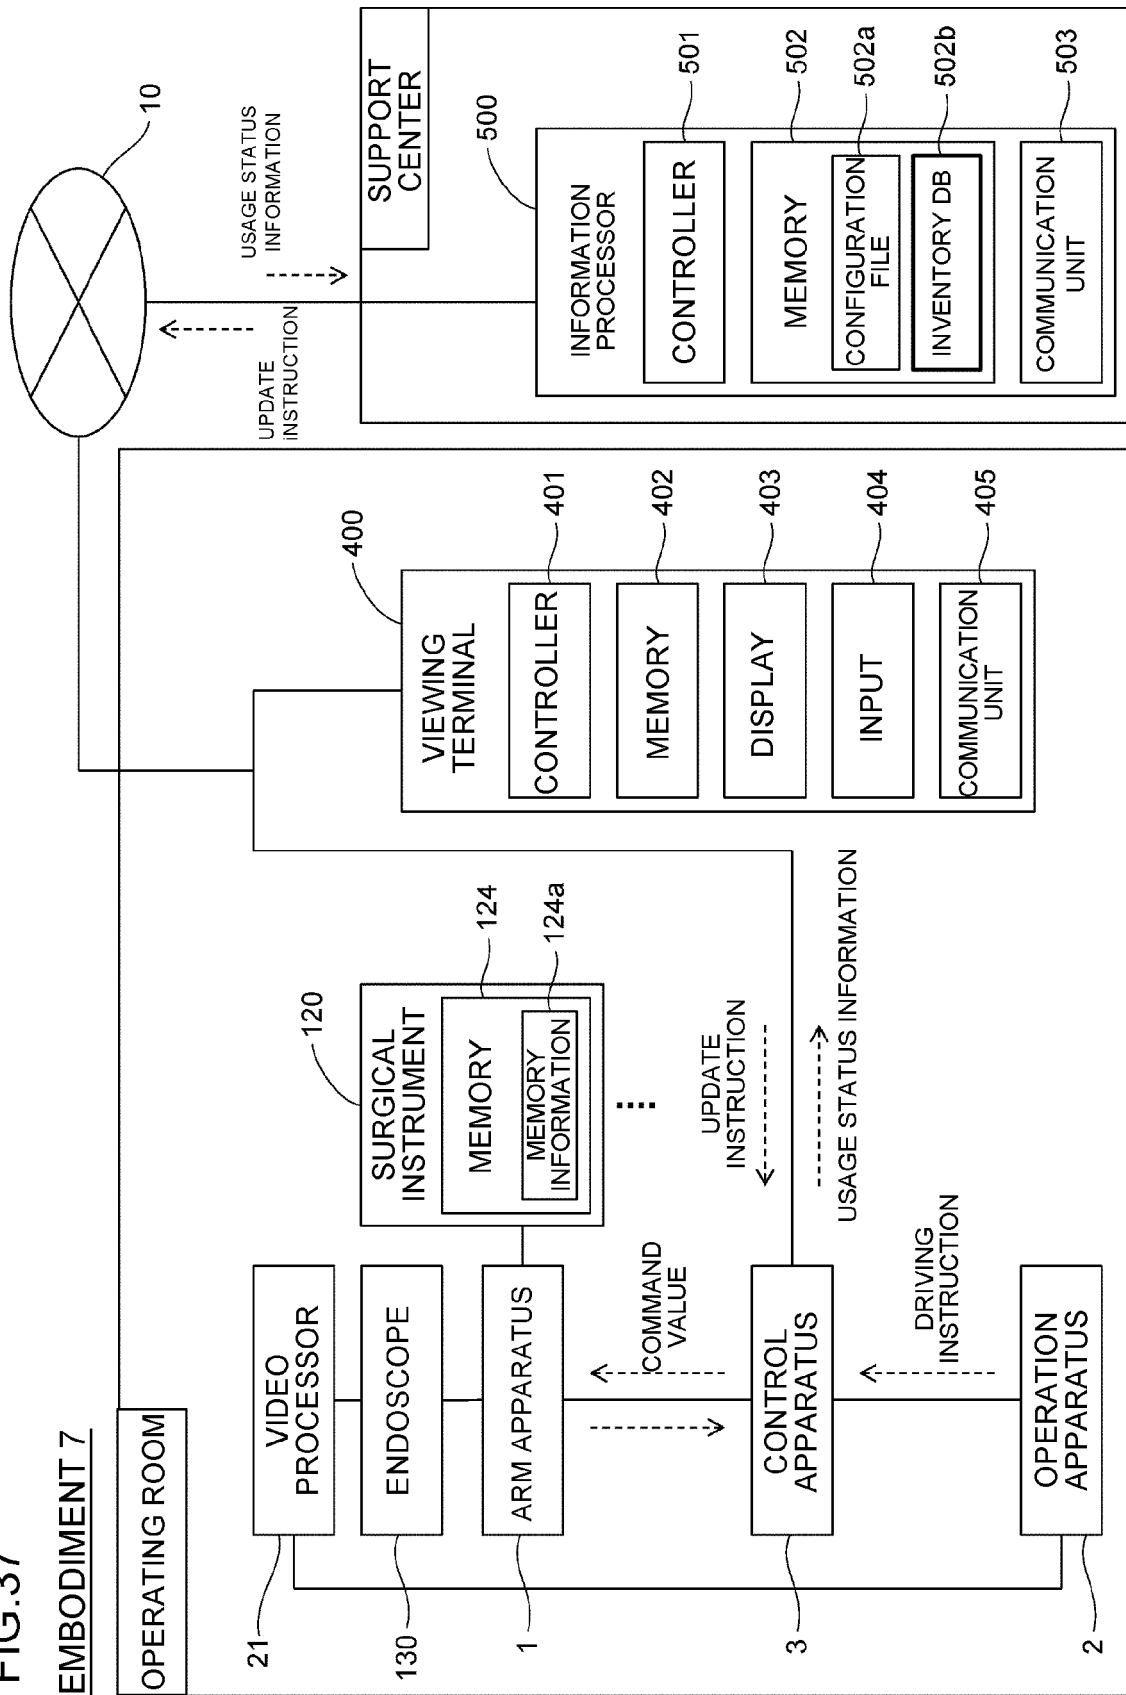 FIG.37
EMBODIMENT 7
OPERATING ROOM
21
VIDEO
PROCESSOR
130
ENDOSCOPE
1
ARM APPARATUS
120
SURGICAL
INSTRUMENT
MEMORY
124
MEMORY
INFORMATION
124a
COMMAND
VALUE
3
CONTROL
APPARATUS
UPDATE
INSTRUCTION
USAGE STATUS INFORMATION
DRIVING
INSTRUCTION
2
OPERATION
APPARATUS
400
VIEWING
TERMINAL
CONTROLLER
401
MEMORY
402
DISPLAY
403
INPUT
404
COMMUNICATION
UNIT
405
10
UPDATE
iNSTRUCTION
USAGE STATUS
INFORMATION
SUPPORT
CENTER
500
INFORMATION
PROCESSOR
CONTROLLER
501
MEMORY
502
CONFIGURATION
FILE
502a
INVENTORY DB
502b
COMMUNICATION
UNIT
503